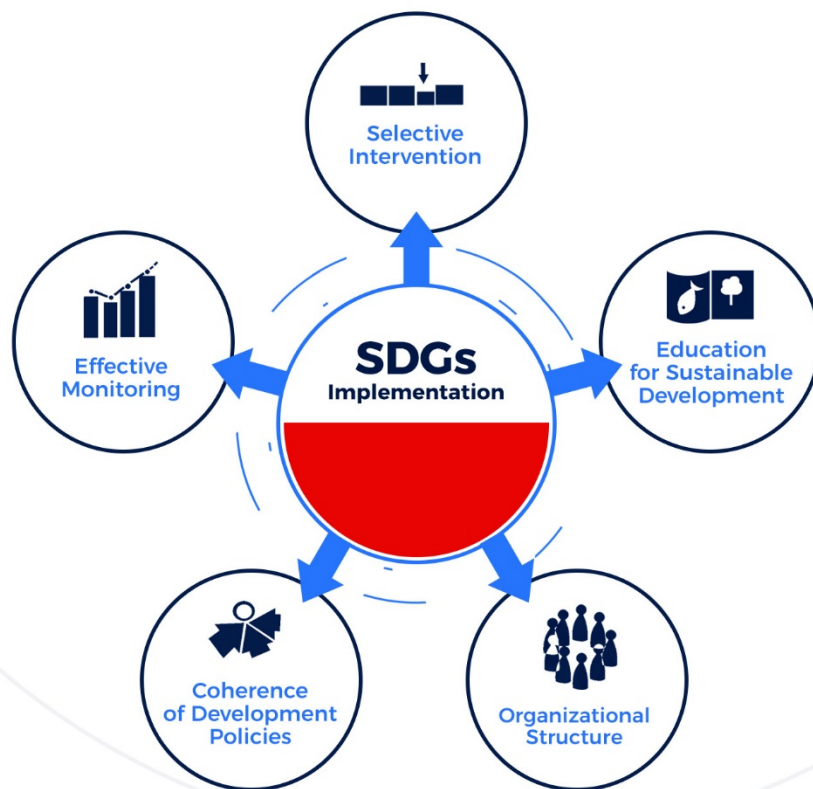 Selective
Intervention
Effective
Monitoring
SDGs
Implementation
Education
for Sustainable
Development
Coherence
of Development
Policies
Organizational
Structure